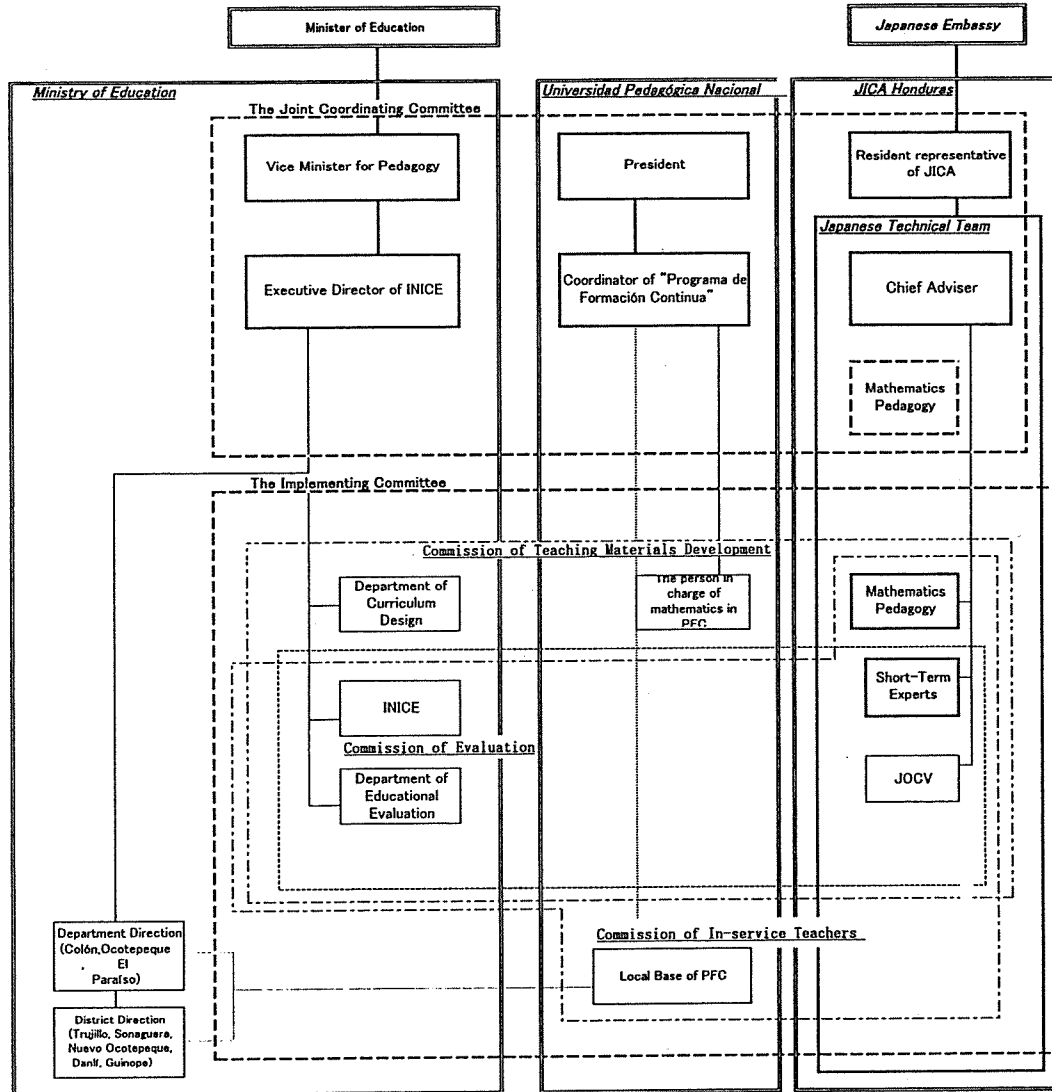 Minister of Education
Japanese Embassy
Ministry of Education
Universidad Pedagógica Nacional
JICA Honduras
The Joint Coordinating Committee
Vice Minister for Pedagogy
President
Resident representative
of JICA
Japanese Technical Team
Executive Director of INICE
Coordinator of "Programa de
Formación Continua"
Chief Adviser
Mathematics
Pedagogy
The Implementing Committee
Commission of Teaching Materials Development
Department of
Curriculum
Design
The person in
charge of
mathematics in
PFC
Mathematics
Pedagogy
Short-Term
Experts
INICE
Commission of Evaluation
Department of
Educational
Evaluation
JOCV
Department Direction
(Colón,Ocotepeque
El
Paraíso)
Commission of In-service Teachers
Local Base of PFC
District Direction
(Trujillo, Sonaguera,
Nuevo Ocotepeque,
Danlí, Guinope)